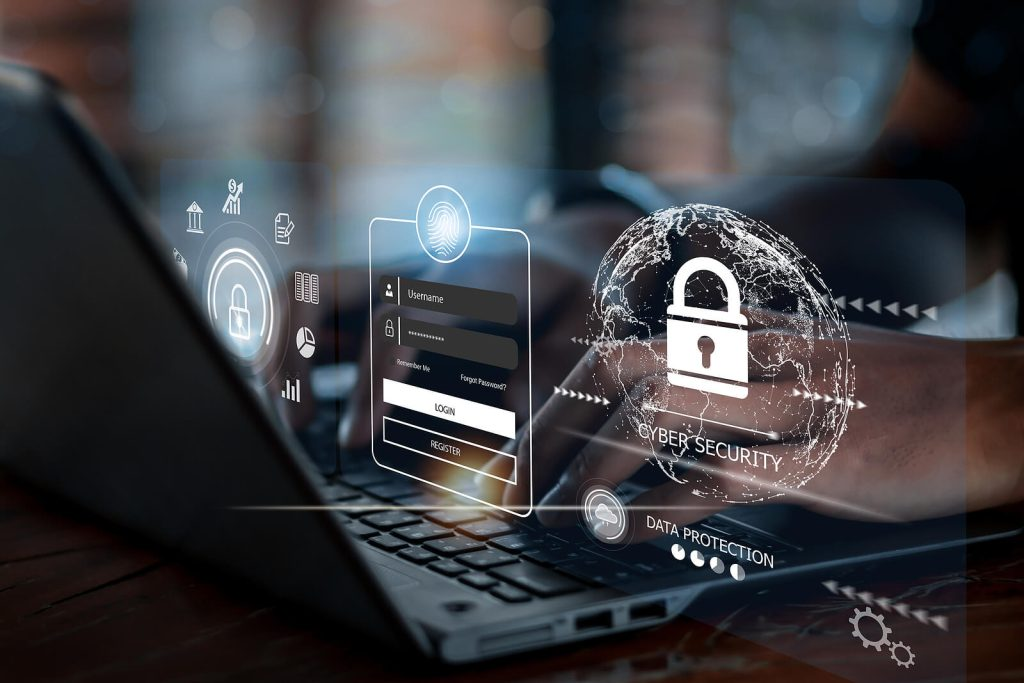 Username
************
Remember Me
Forgot Password?
LOGIN
REGISTER
CYBER SECURITY
DATA PROTECTION
$